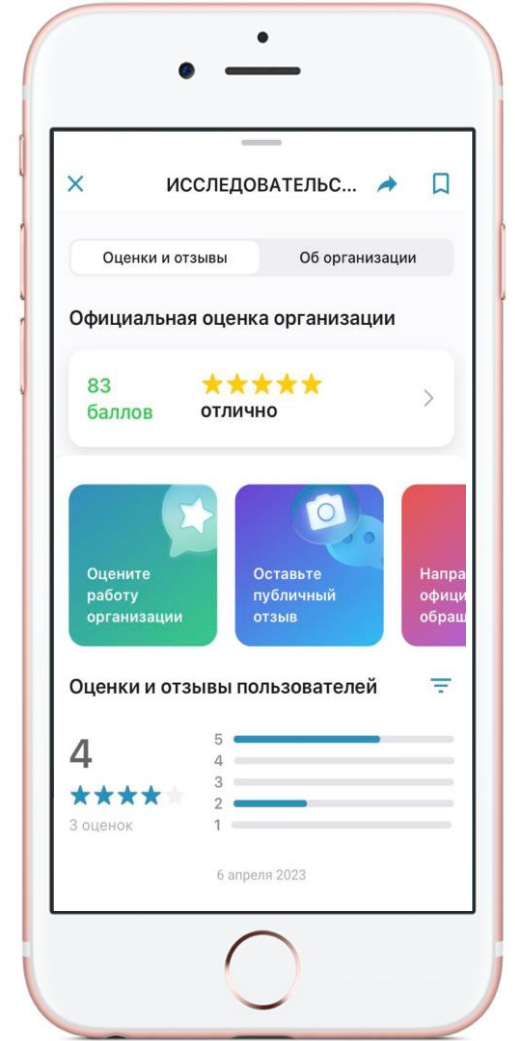 ИССЛЕДОВАТЕЛЬС...
Оценки и отзывы
Об организации
Официальная оценка организации
83
баллов
отлично
Оцените
работу
организации
Оставьте
публичный
отзыв
Напра
офици
обращ
Оценки и отзывы пользователей
4
3 оценок
5
4
3
2
1
6 апреля 2023